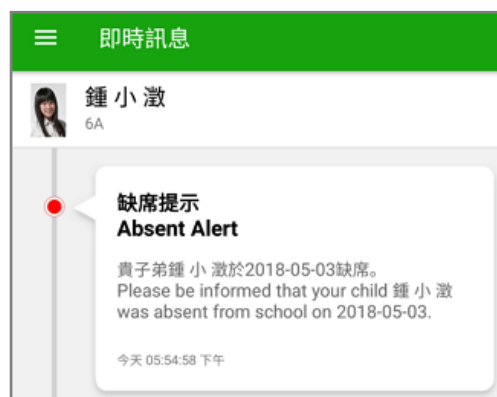 即時訊息
鍾 小 澂
6A
缺席提示
Absent Alert
貴子弟鍾 小 澂於2018-05-03缺席。
Please be informed that your child 鍾 小 澂
was absent from school on 2018-05-03.
今天 05:54:58 下午